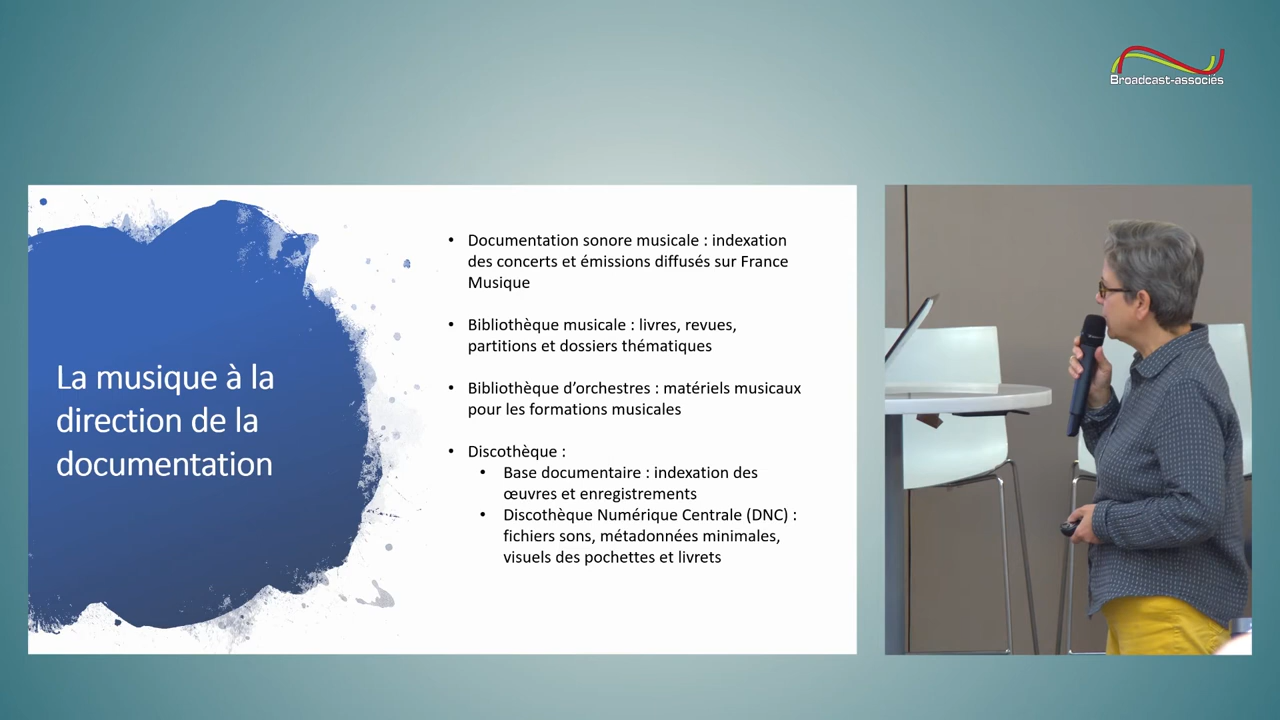 Broadcast-associés
La musique à la
direction de la
documentation
• Documentation sonore musicale : indexation
des concerts et émissions diffusés sur France
Musique
• Bibliothèque musicale : livres, revues,
partitions et dossiers thématiques
• Bibliothèque d’orchestres : matériels musicaux
pour les formations musicales
• Discothèque :
• Base documentaire : indexation des
œuvres et enregistrements
• Discothèque Numérique Centrale (DNC) :
fichiers sons, métadonnées minimales,
visuels des pochettes et livrets